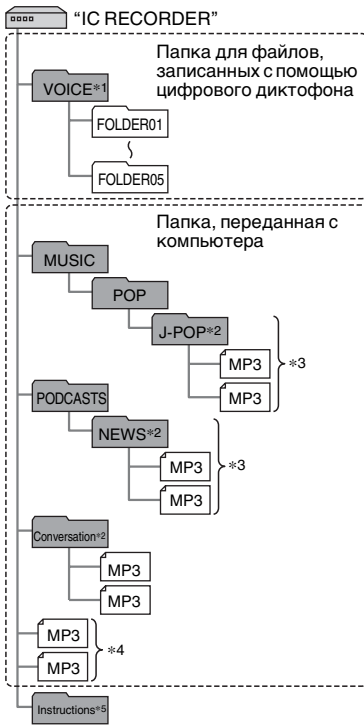 “IC RECORDER”
Папка для файлов,
записанных с помощью
цифрового диктофона
VOICE*1
FOLDER01
FOLDER05
Папка, переданная с
компьютера
MUSIC
POP
J-POP*2
MP3
*3
MP3
PODCASTS
NEWS*2
MP3
*3
MP3
Conversation*2
MP3
MP3
MP3
*4
MP3
Instructions*5